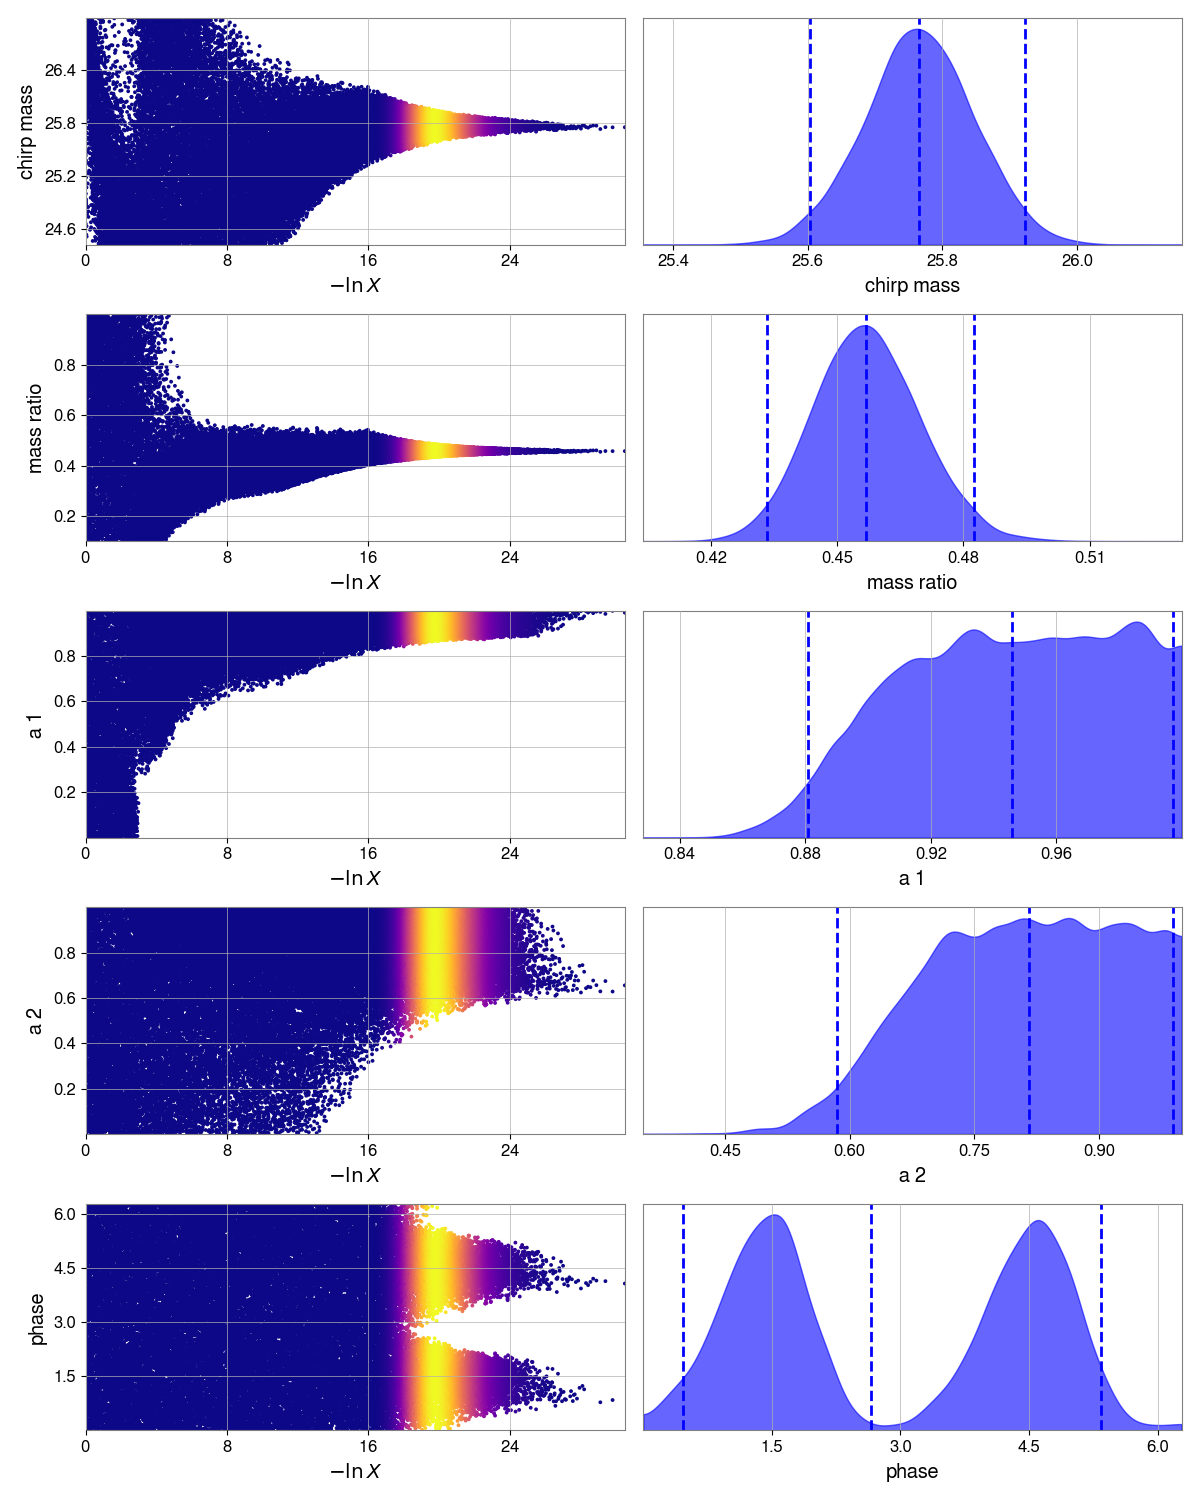 26.4
25.8
25.2
24.6
chirp mass
0 8 16 24
−ln X
25.4 25.6 25.8 26.0
chirp mass
0.8
0.6
0.4
0.2
mass ratio
0 8 16 24
−ln X
0.42 0.45 0.48 0.51
mass ratio
0.8
0.6
0.4
0.2
a 1
0 8 16 24
−ln X
0.84 0.88 0.92 0.96
a 1
0.8
0.6
0.4
0.2
a 2
0 8 16 24
−ln X
0.45 0.60 0.75 0.90
a 2
6.0
4.5
3.0
1.5
phase
0 8 16 24
−ln X
1.5 3.0 4.5 6.0
phase